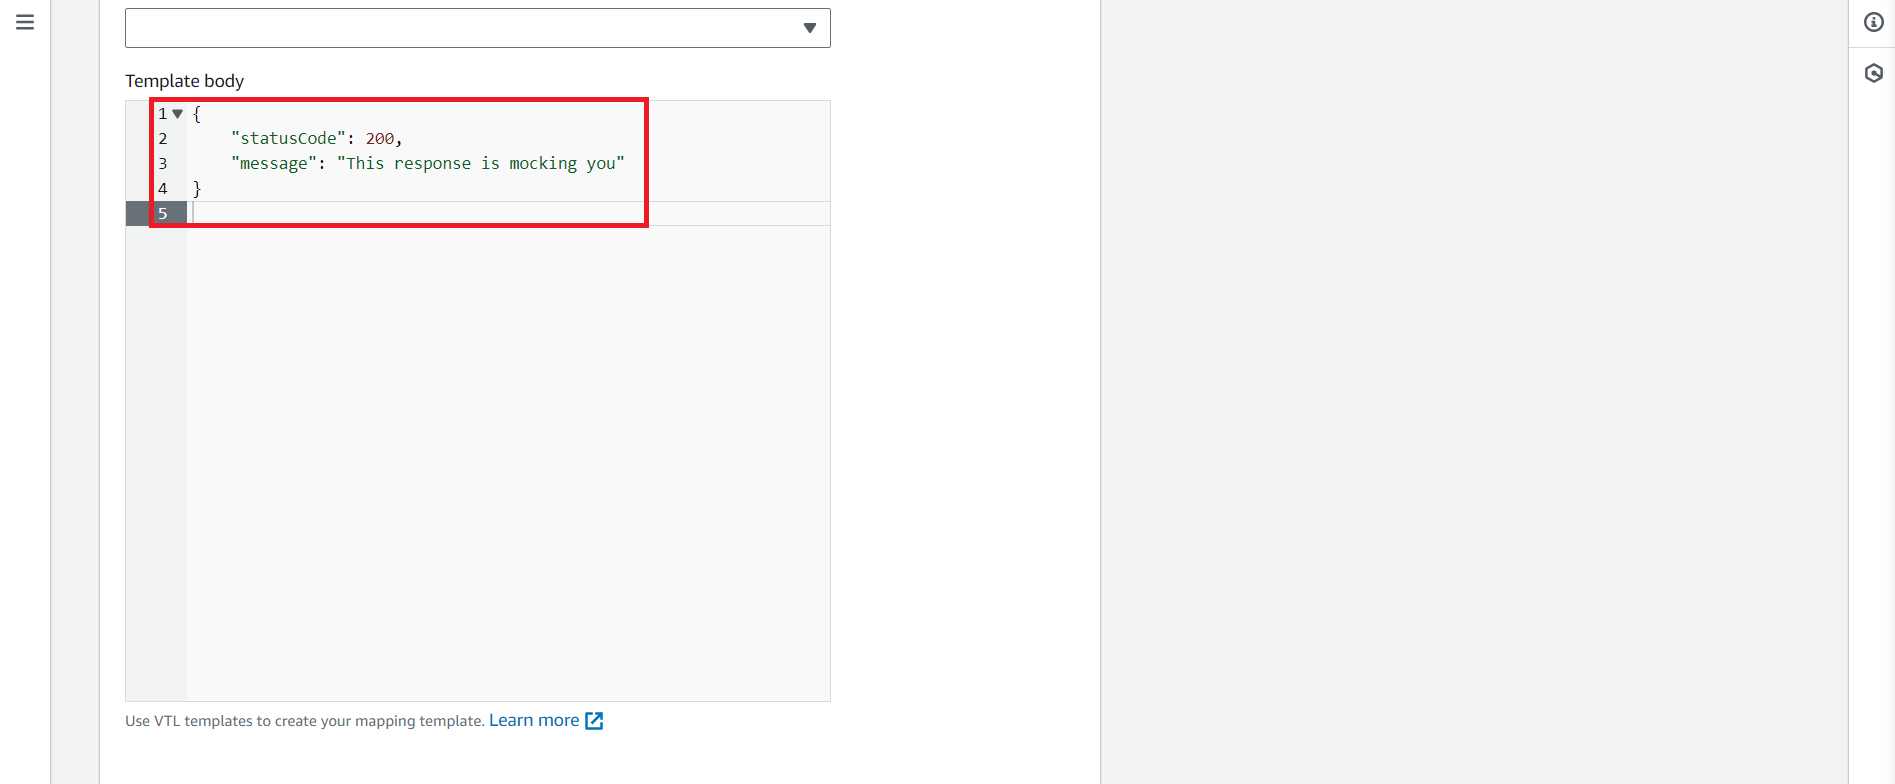 Template body
1 {
2 "statusCode": 200,
3 "message": "This response is mocking you"
4 }
5
Use VTL templates to create your mapping template. Learn more